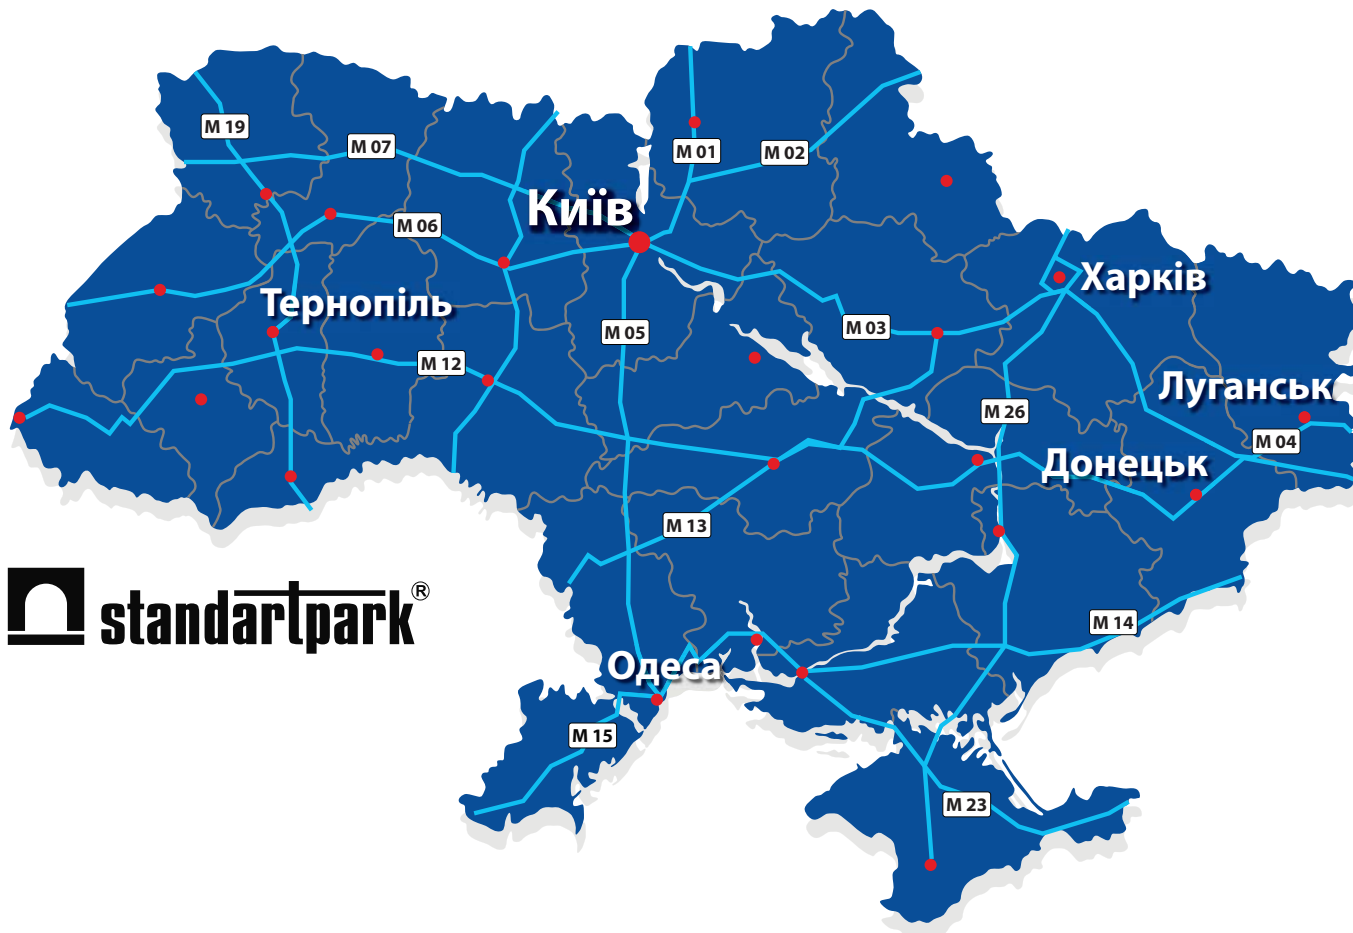 M 19
M 07
M 01
M 02
Київ
M 06
Харків
Тернопіль
M 05
M 03
M 12
Луганськ
M 26
M 04
Донецьк
M 13
standartpark®
M 14
Одеса
M 15
M 23